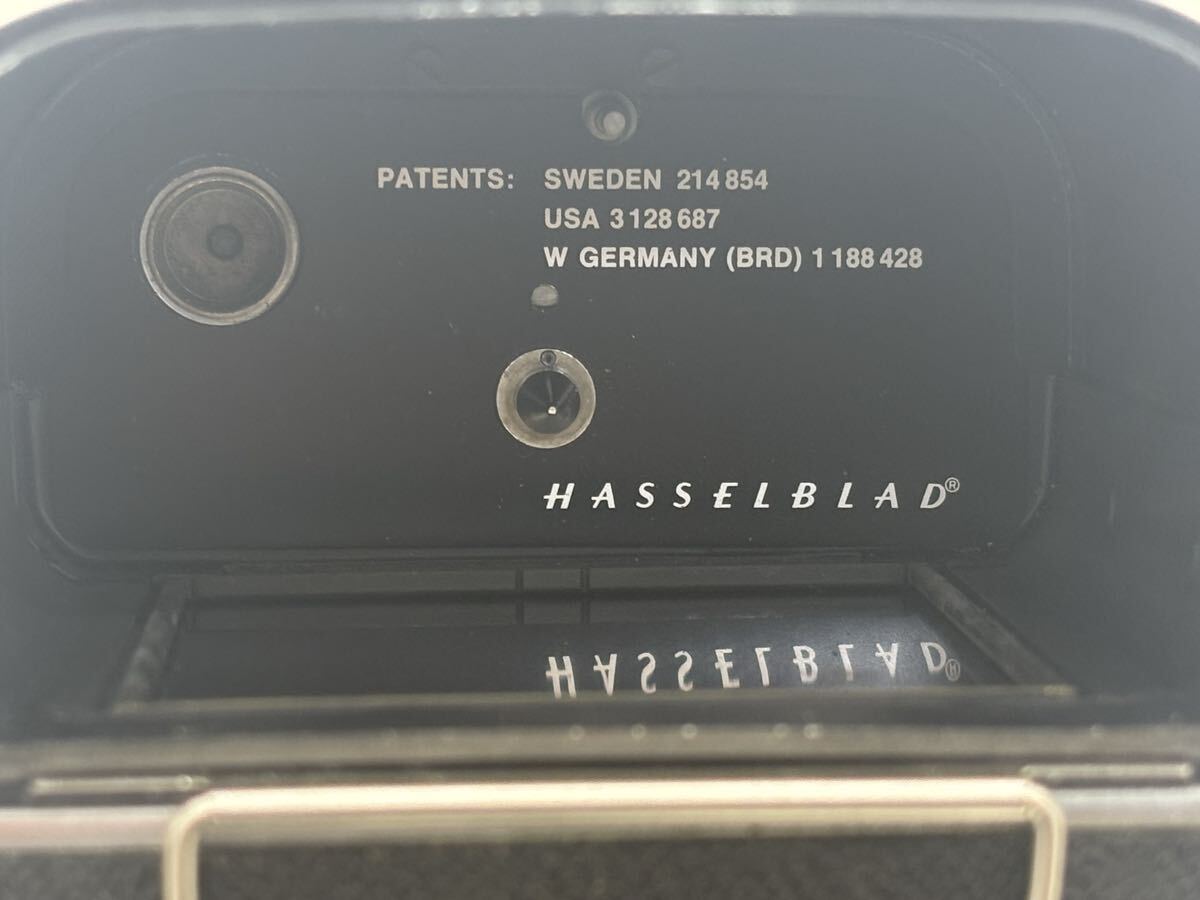 PATENTS: SWEDEN 214 854
USA 3 128 687
W GERMANY (BRD) 1 188 428
HASSELBLAD®
HASSELBLAD®